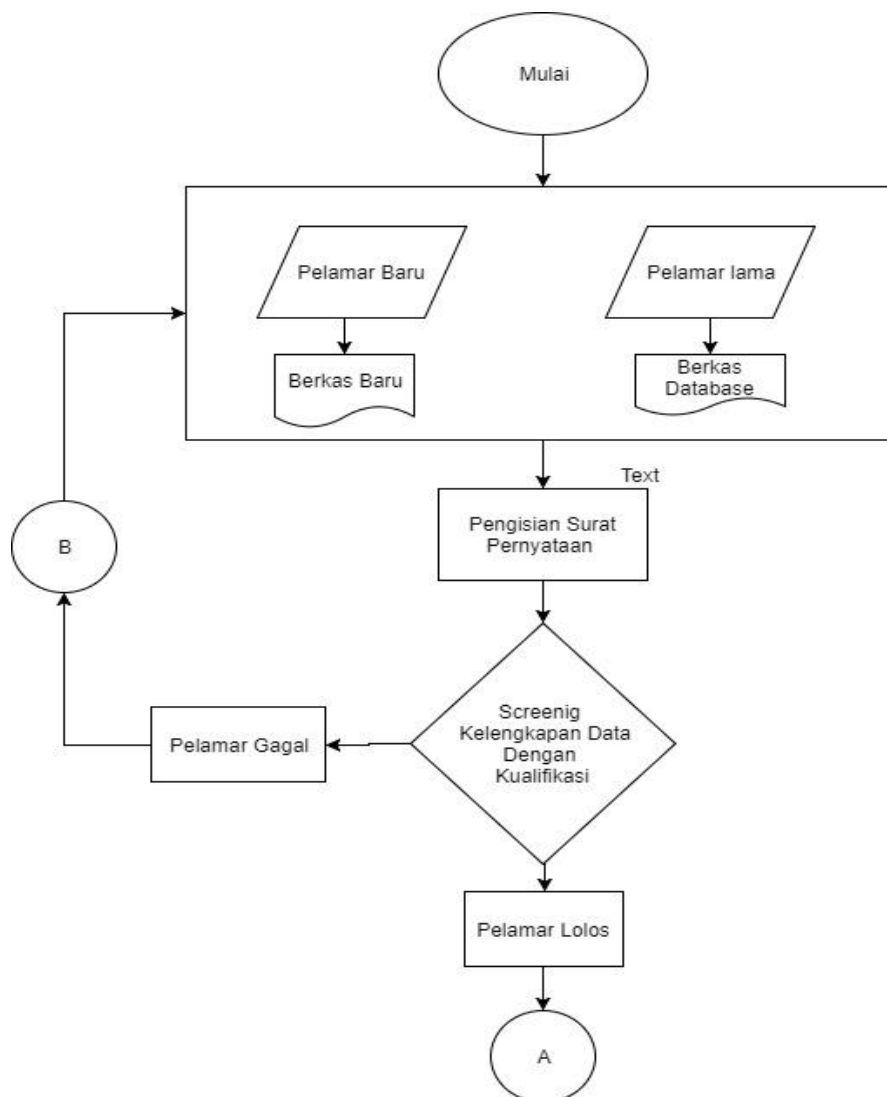 Mulai
Pelamar Baru
Pelamar lama
Berkas Baru
Berkas
Database
Text
Pengisian Surat
Pernyataan
B
Screenig
Kelengkapan Data
Dengan
Kualifikasi
Pelamar Gagal
Pelamar Lolos
A